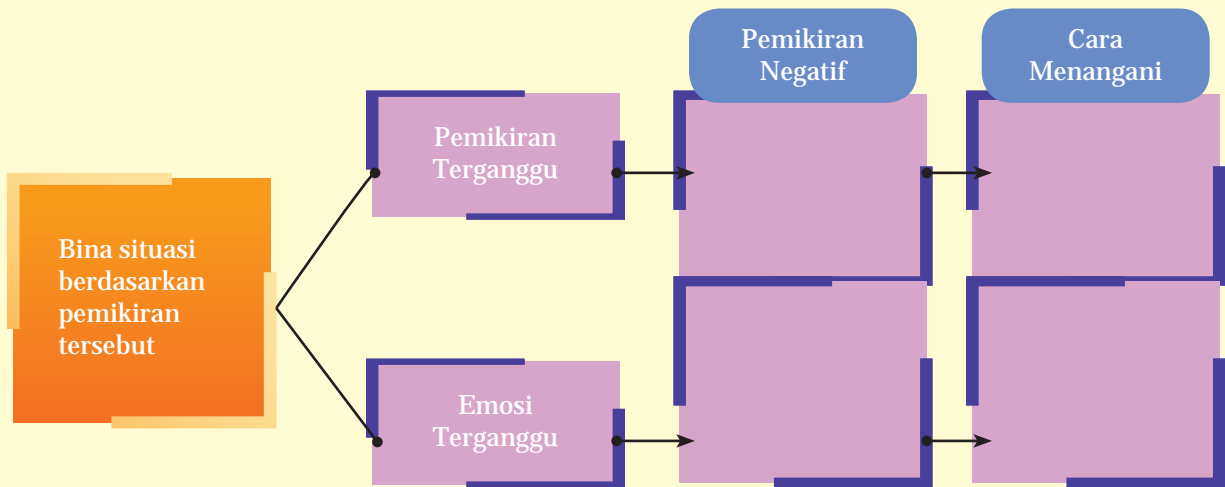 Pemikiran
Negatif
Cara
Menangani
Pemikiran
Terganggu
Bina situasi
berdasarkan
pemikiran
tersebut
Emosi
Terganggu